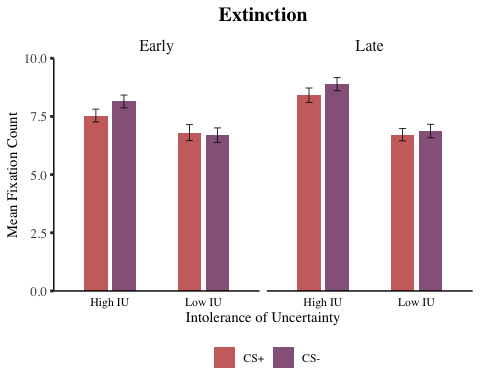 Extinction
Early
Late
Mean Fixation Count
10.0
7.5
5.0
2.5
0.0
High IU
Low IU
High IU
Low IU
Intolerance of Uncertainty
CS+
CS-